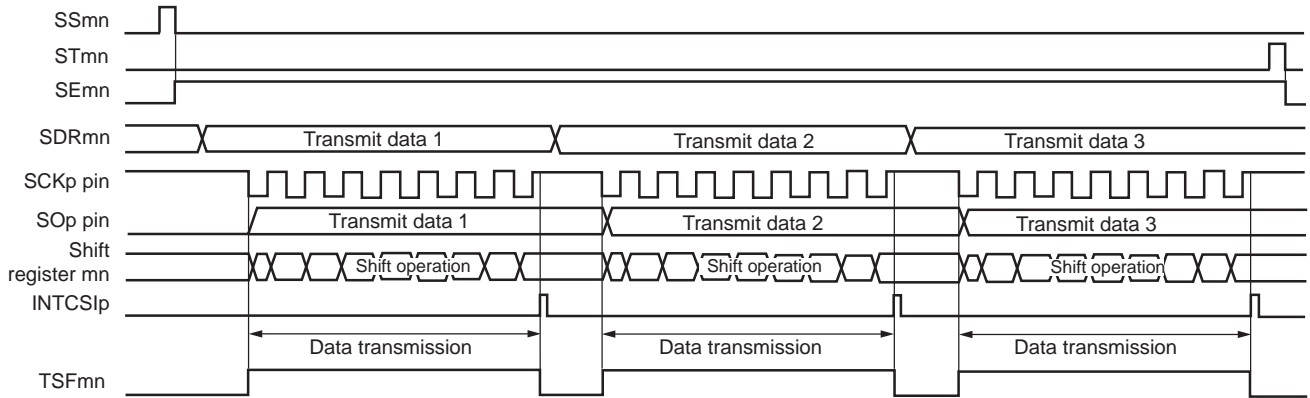 SSmn
STmn
SEmn
SDRmn Transmit data 1 Transmit data 2 Transmit data 3
SCKp pin
SOp pin Transmit data 1 Transmit data 2 Transmit data 3
Shift
register mn Shift operation Shift operation Shift operation
INTCSIp
Data transmission Data transmission Data transmission
TSFmn